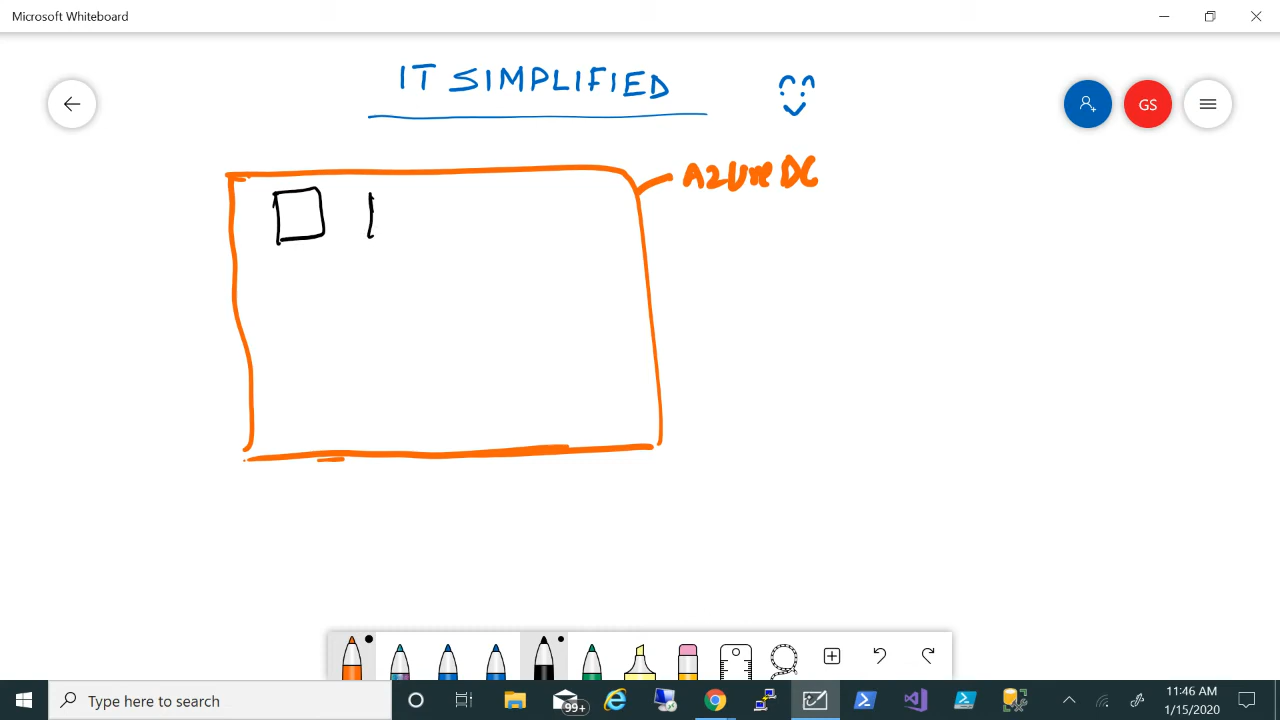 Microsoft Whiteboard
IT SIMPLIFIED
GS
AzUre DC
99+
Type here to search
11:46 AM
1/15/2020